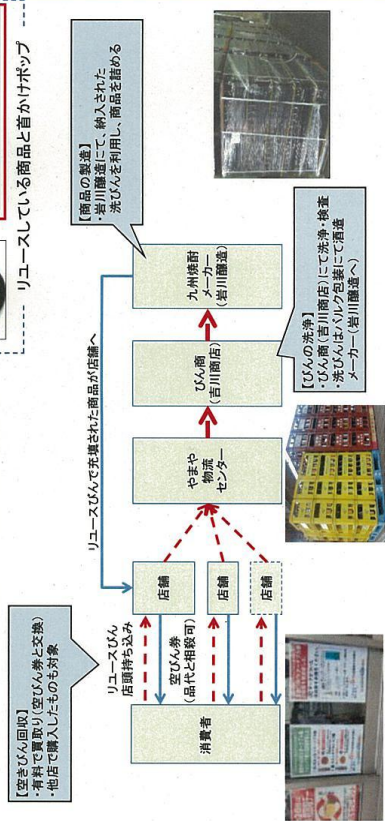 リユースしている商品と首かけポップ
【空きびん回収】
・有料で買取り(空びん券と交換)
・他店で購入したものも対象
リユースびんで充填された商品が店舗へ
【商品の製造】
・岩川醸造にて、納入された
洗びんを利用し、商品を詰める
リユースびん
店頭持ち込み
空びん券
(品代と相殺可)
消費者
店舗
店舗
店舗
やまや
物流
センター
びん商
(吉川商店)
九州焼酎
メーカー
(岩川醸造)
【びんの洗浄】
・びん商(吉川商店)にて洗浄・検査
・洗びんはバルク包装にて酒造
メーカー(岩川醸造へ)